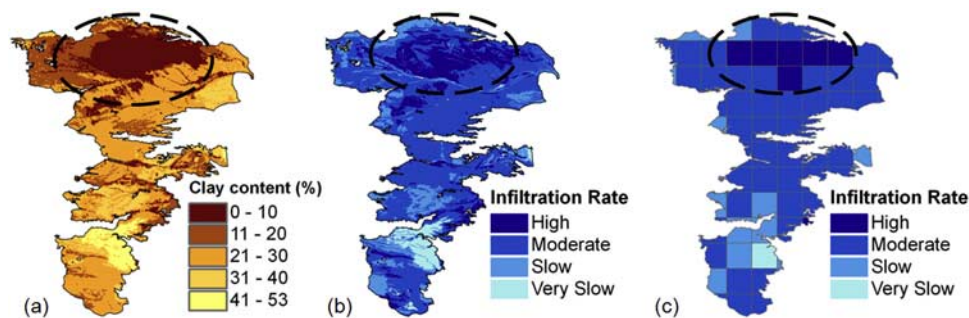 Clay content (%)
0 - 10
11 - 20
21 - 30
31 - 40
41 - 53
(a)
Infiltration Rate
High
Moderate
Slow
Very Slow
(b)
Infiltration Rate
High
Moderate
Slow
Very Slow
(c)